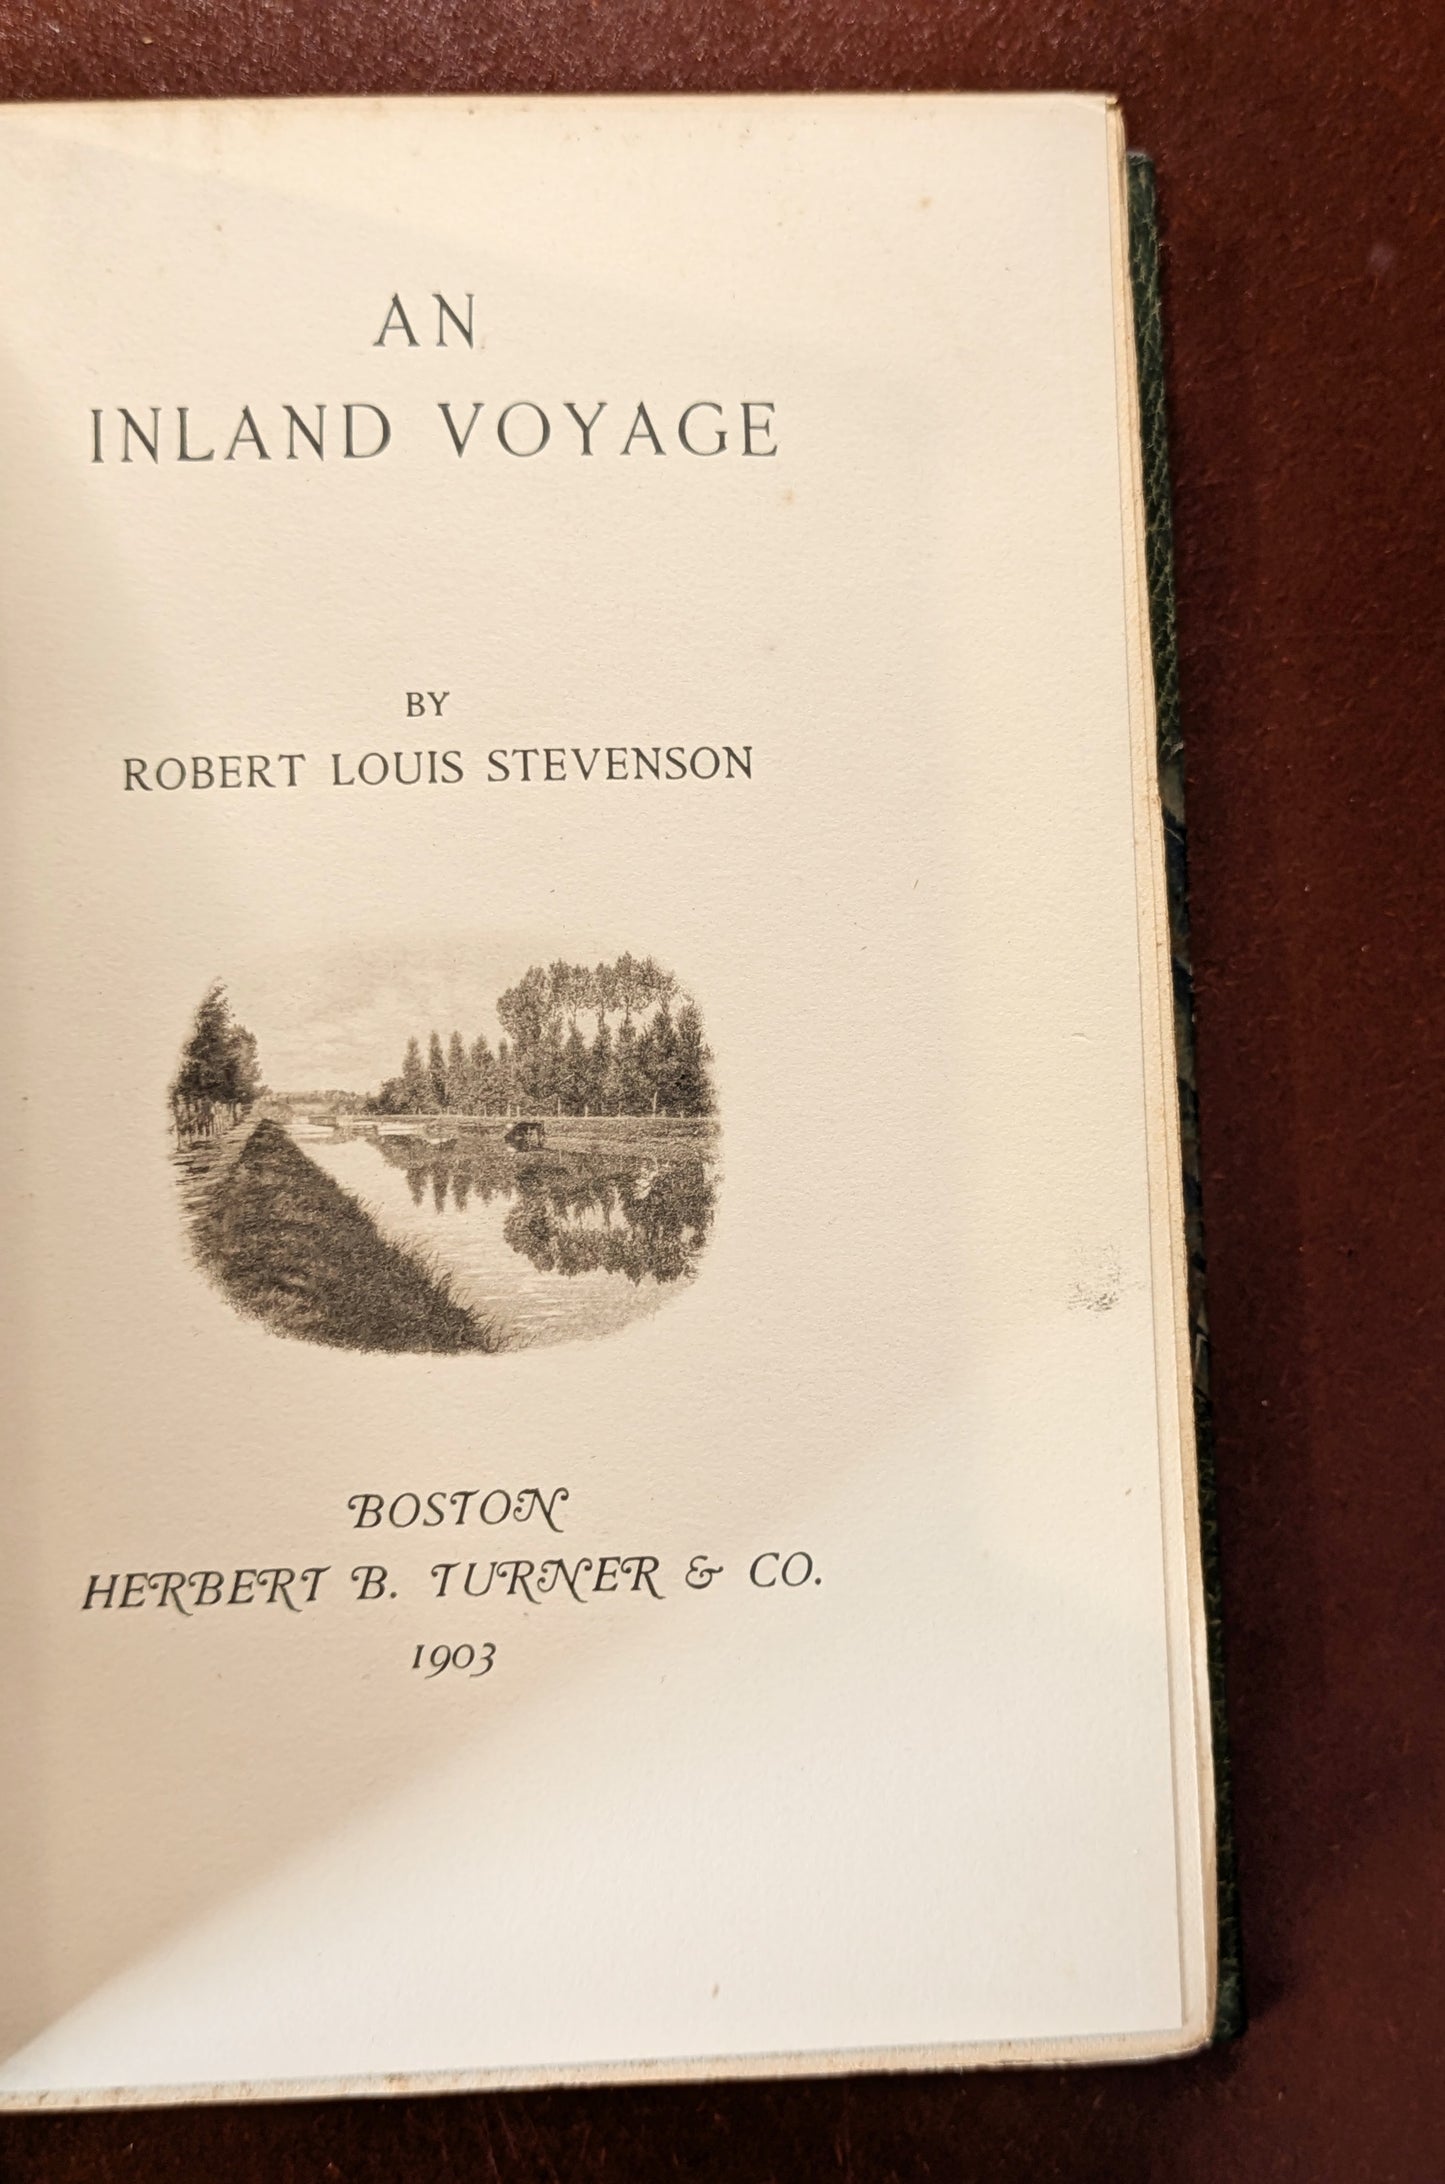 AN
INLAND VOYAGE
BY
ROBERT LOUIS STEVENSON
BOSTON
HERBERT B. TURNER & CO.
1903